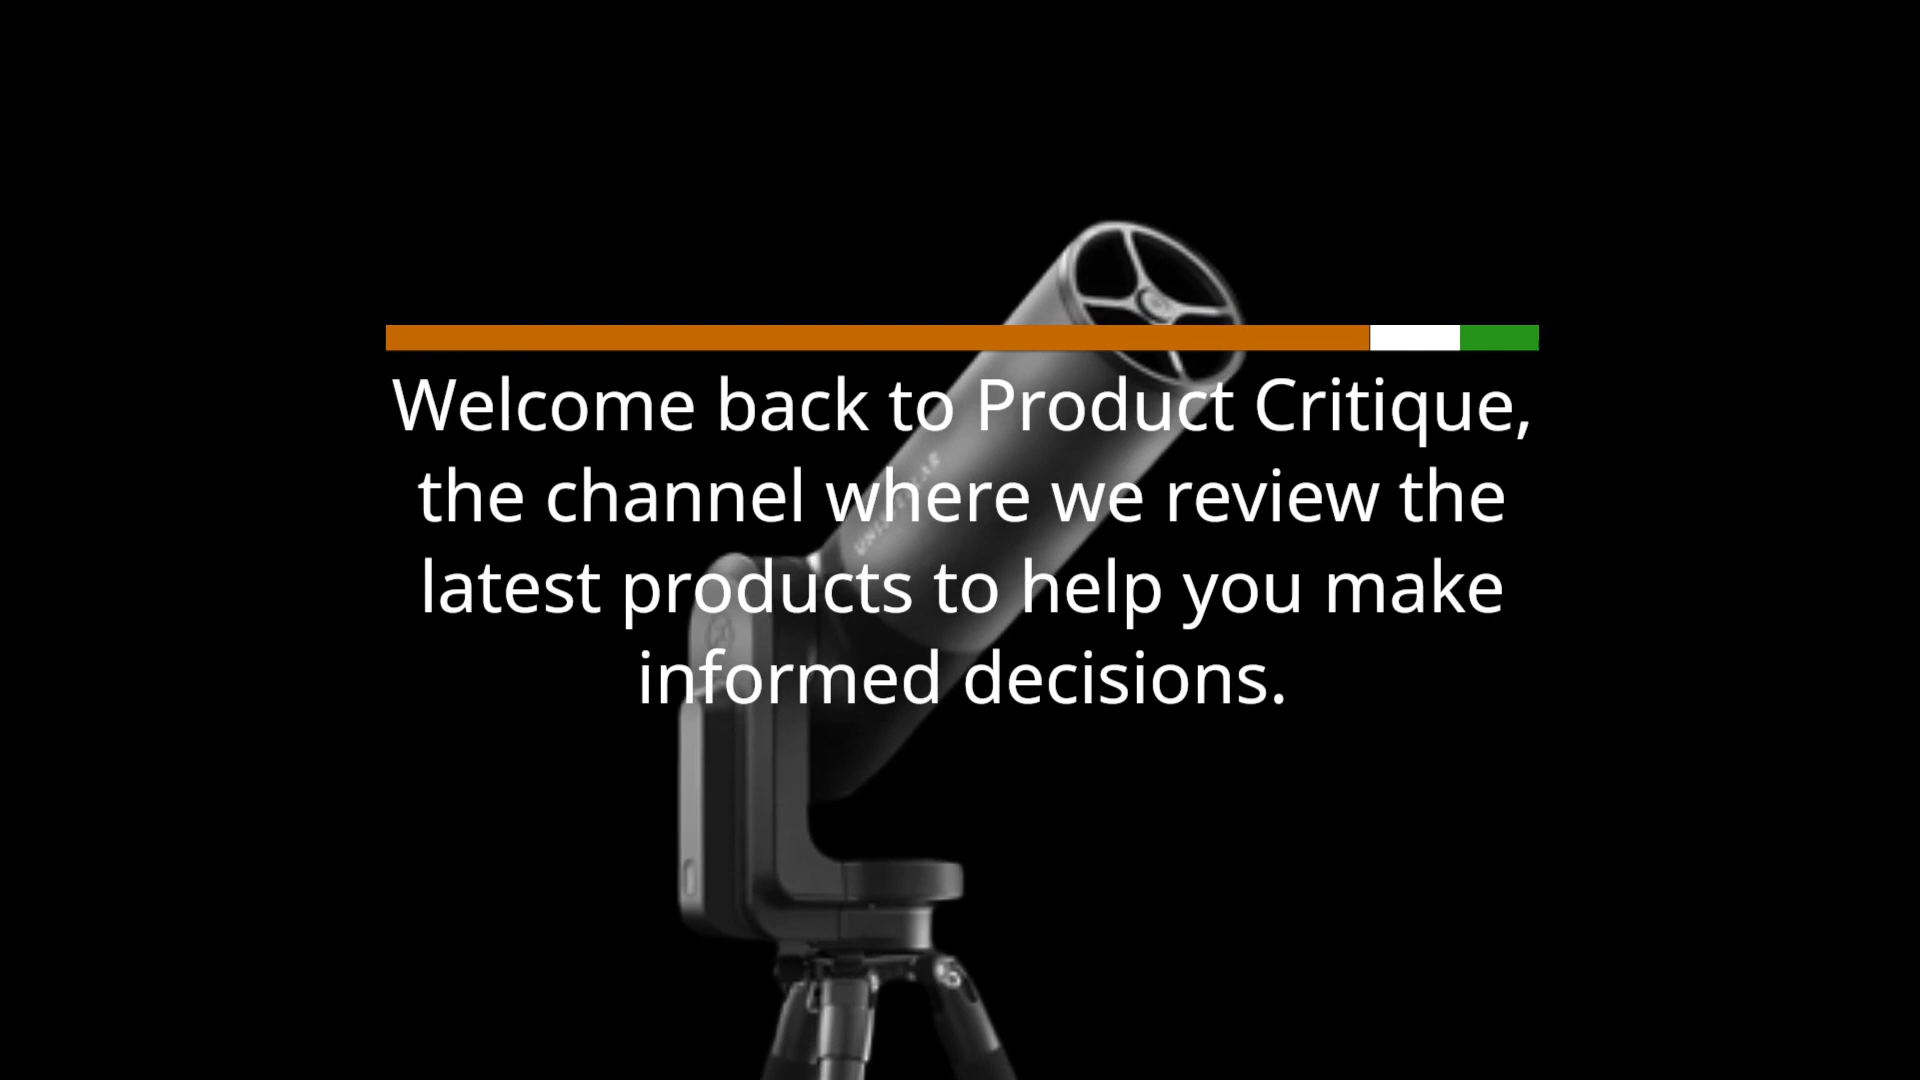 Welcome back to Product Critique,
the channel where we review the
latest products to help you make
informed decisions.